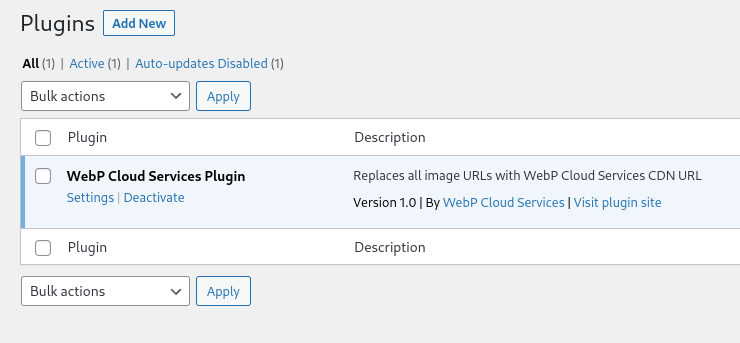 Plugins Add New
All (1) | Active (1) | Auto-updates Disabled (1)
Bulk actions Apply
Plugin Description
WebP Cloud Services Plugin Replaces all image URLs with WebP Cloud Services CDN URL
Settings | Deactivate Version 1.0 | By WebP Cloud Services | Visit plugin site
Plugin Description
Bulk actions Apply